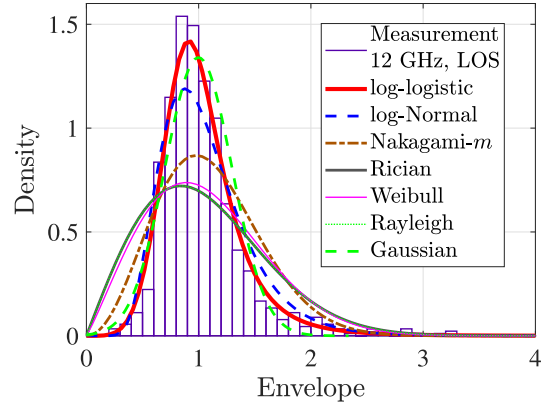 1.5
1
0.5
0
Density
Measurement
12 GHz, LOS
log-logistic
log-Normal
Nakagami-m
Rician
Weibull
Rayleigh
Gaussian
0 1 2 3 4
Envelope